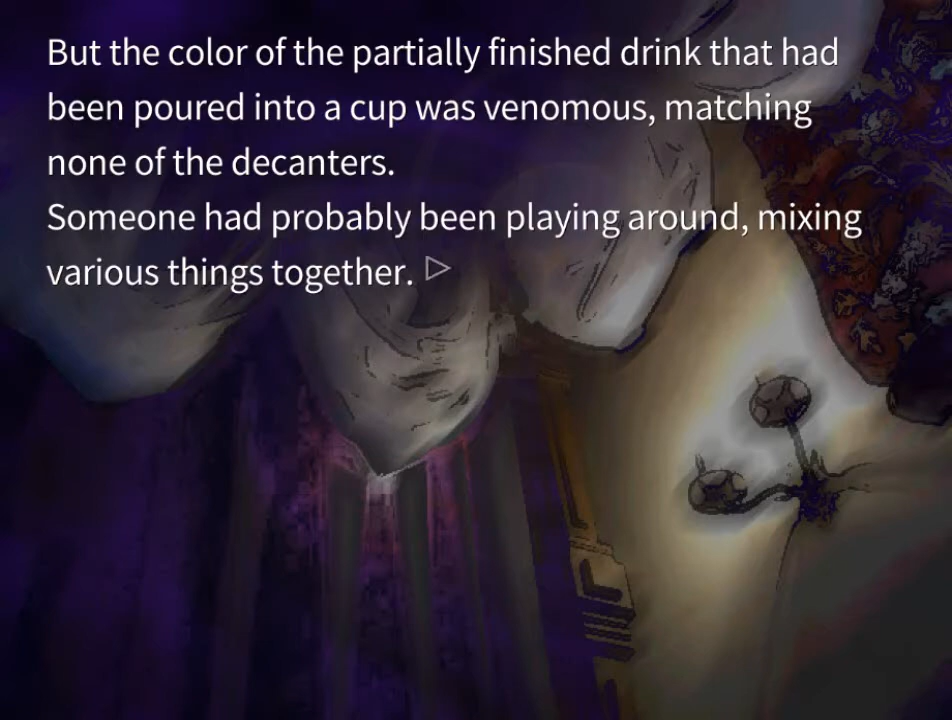 But the color of the partially finished drink that had
been poured into a cup was venomous, matching
none of the decanters.
Someone had probably been playing around, mixing
various things together.